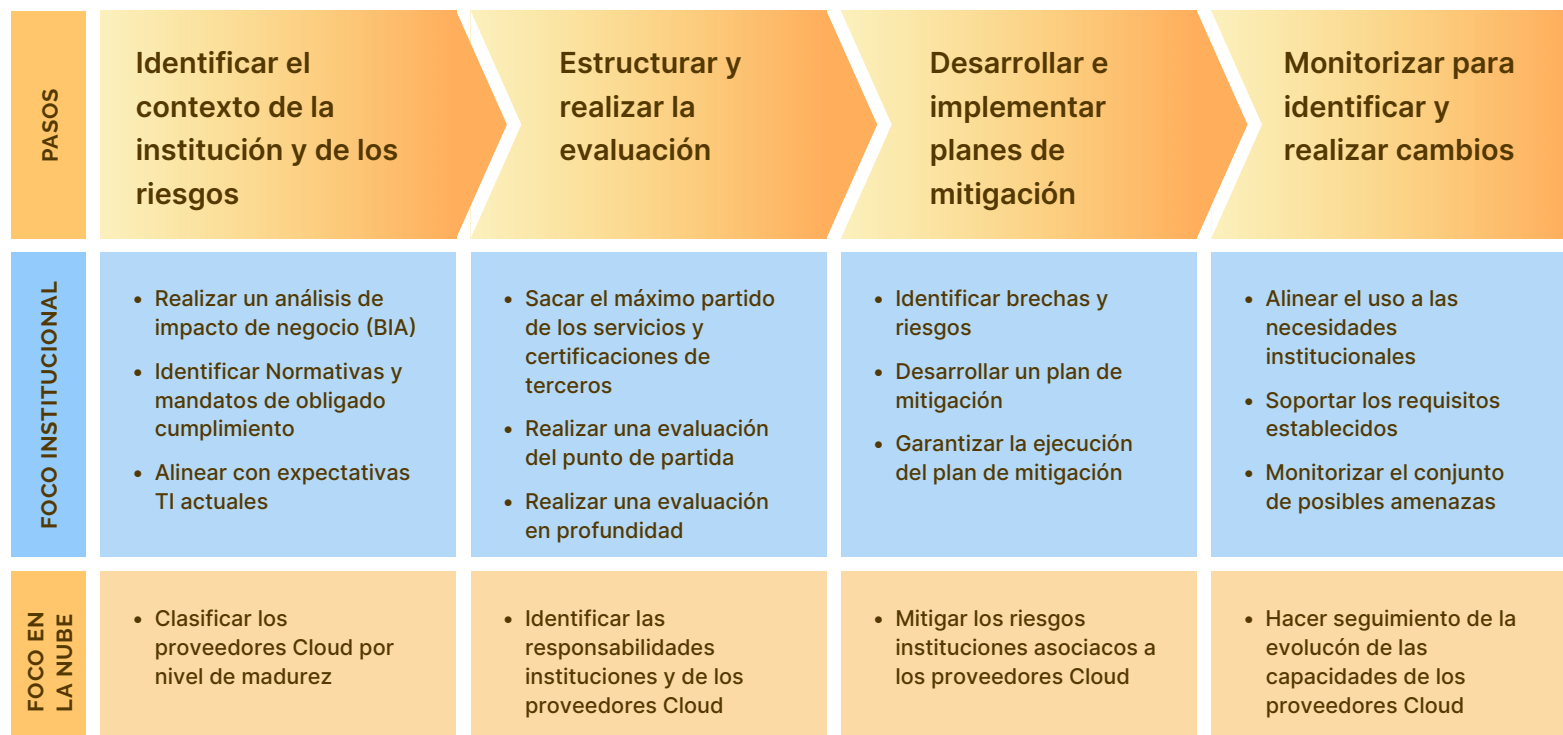 PASOS
Identificar el
contexto de la
institución y de los
riesgos
Estructurar y
realizar la
evaluación
Desarrollar e
implementar
planes de
mitigación
Monitorizar para
identificar y
realizar cambios
FOCO INSTITUCIONAL
• Realizar un análisis de
impacto de negocio (BIA)
• Identificar Normativas y
mandatos de obligado
cumplimiento
• Alinear con expectativas
TI actuales
• Sacar el máximo partido
de los servicios y
certificaciones de
terceros
• Realizar una evaluación
del punto de partida
• Realizar una evaluación
en profundidad
• Identificar brechas y
riesgos
• Desarrollar un plan de
mitigación
• Garantizar la ejecución
del plan de mitigación
• Alinear el uso a las
necesidades
institucionales
• Soportar los requisitos
establecidos
• Monitorizar el conjunto
de posibles amenazas
FOCO EN
LA NUBE
• Clasificar los
proveedores Cloud por
nivel de madurez
• Identificar las
responsabilidades
instituciones y de los
proveedores Cloud
• Mitigar los riesgos
instituciones asociacos a
los proveedores Cloud
• Hacer seguimiento de la
evolucón de las
capacidades de los
proveedores Cloud